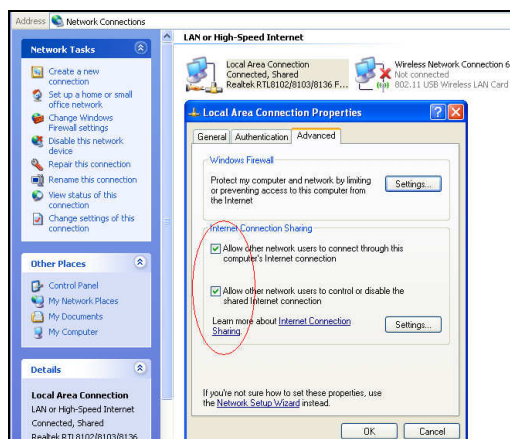 Address Network Connections
Network Tasks
Create a new
connection
Set up a home or small
office network
Change Windows
Firewall settings
Disable this network
device
Repair this connection
Rename this connection
View status of this
connection
Change settings of this
connection
Other Places
Control Panel
My Network Places
My Documents
My Computer
Details
Local Area Connection
LAN or High-Speed Internet
Connected, Shared
Realtek RTL8102/8103/8136
LAN or High-Speed Internet
Local Area Connection
Connected, Shared
Realtek RTL8102/8103/8136 F...
Wireless Network Connection 6
Not connected
802.11 USB Wireless LAN Card
Local Area Connection Properties
General Authentication Advanced
Windows Firewall
Protect my computer and network by limiting
or preventing access to this computer from
the Internet
Settings...
Internet Connection Sharing
Allow other network users to connect through this
computer's Internet connection
Allow other network users to control or disable the
shared Internet connection
Learn more about Internet Connection
Sharing.
Settings...
If you're not sure how to set these properties, use
the Network Setup Wizard instead.
OK Cancel